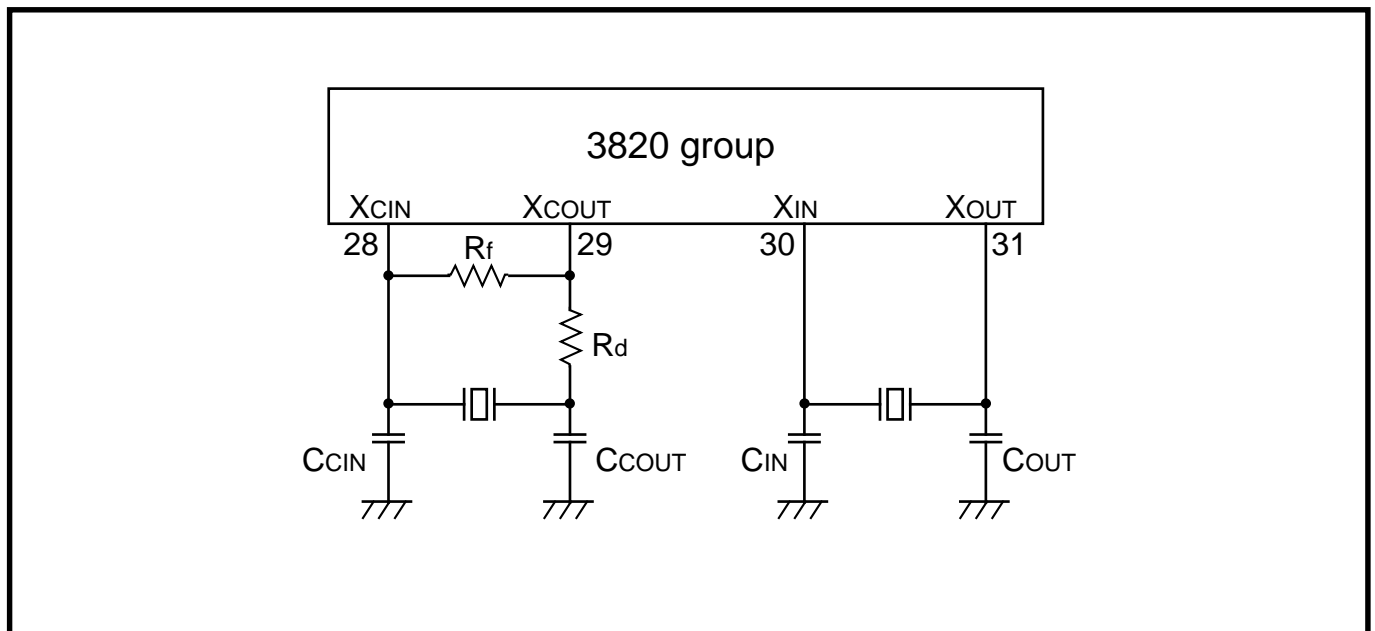 3820 group
XCIN XCOUT XIN XOUT
28 Rf 29 30 31
Rd
CCIN CCOUT CIN COUT